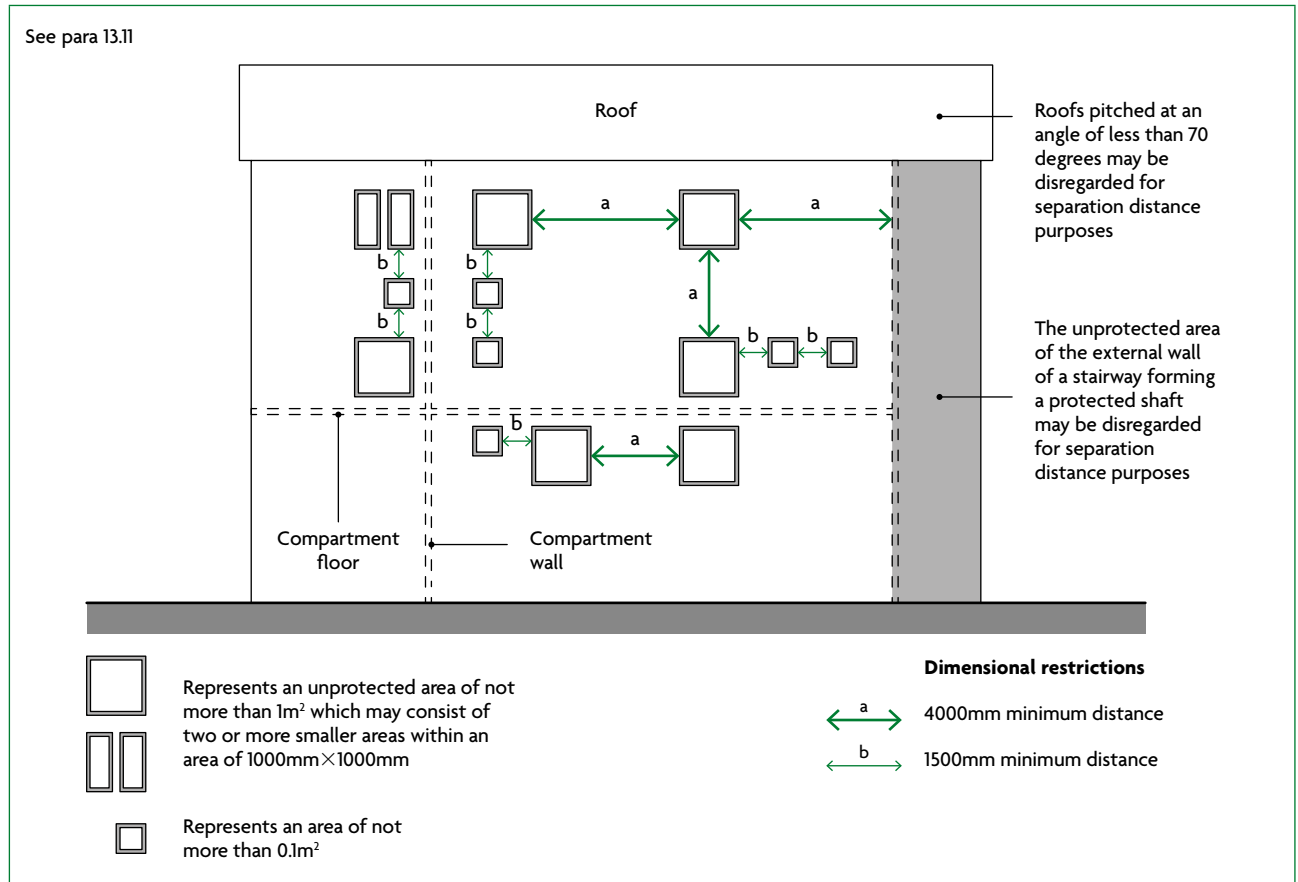 See para 13.11
Roof
Roofs pitched at an
angle of less than 70
degrees may be
disregarded for
separation distance
purposes
a
a
b
b
a
b
b
b
b
The unprotected area
of the external wall
of a stairway forming
a protected shaft
may be disregarded
for separation
distance purposes
b
a
Compartment
floor
Compartment
wall
Represents an unprotected area of not
more than 1m² which may consist of
two or more smaller areas within an
area of 1000mm×1000mm
Represents an area of not
more than 0.1m²
Dimensional restrictions
a
4000mm minimum distance
b
1500mm minimum distance